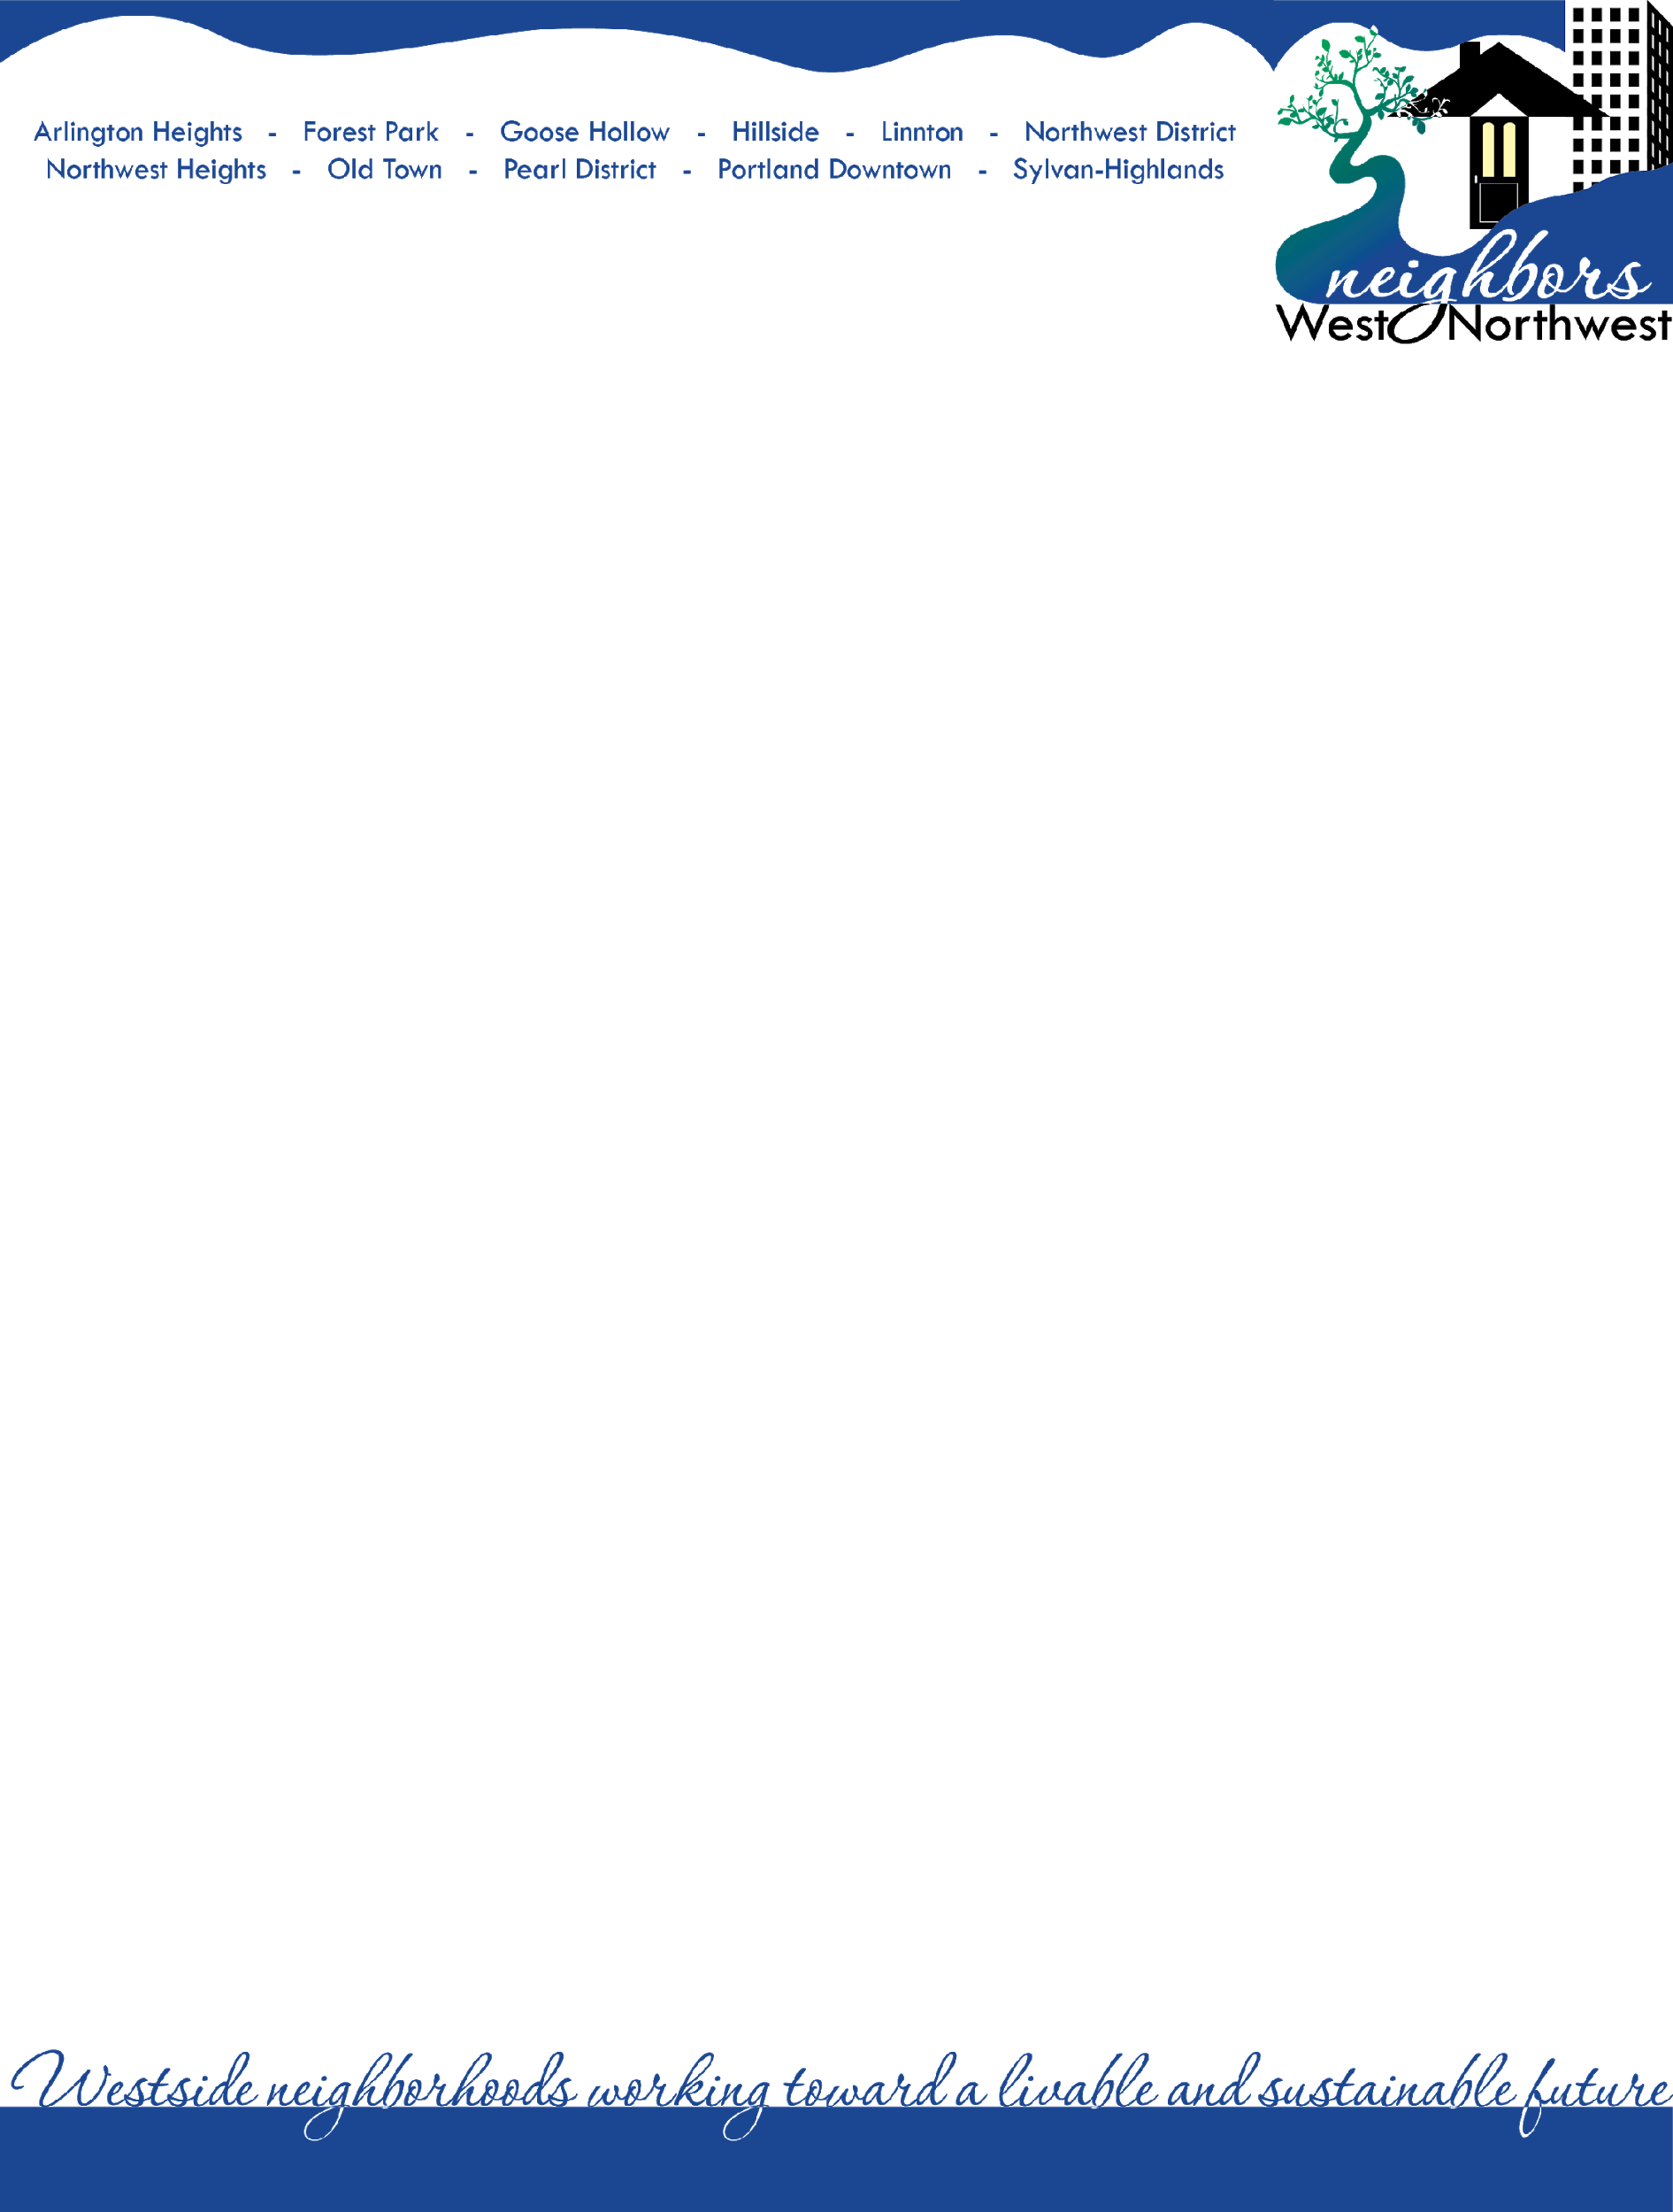 Arlington Heights - Forest Park - Goose Hollow - Hillside - Linnton - Northwest District
Northwest Heights - Old Town - Pearl District - Portland Downtown - Sylvan-Highlands
neighbors
West Northwest
Westside neighborhoods working toward a livable and sustainable future